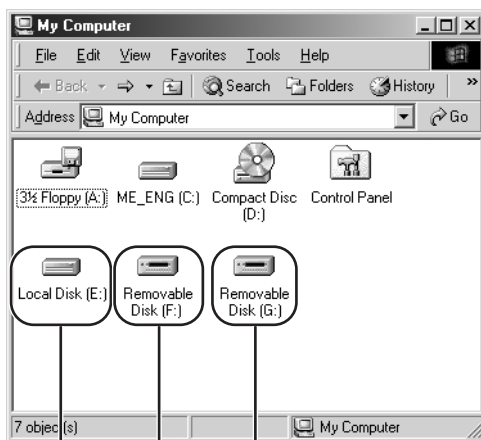 My Computer
File Edit View Favorites Tools Help
Back Search Folders History »
Address My Computer Go
3½ Floppy (A:) ME_ENG (C:) Compact Disc (D:) Control Panel
Local Disk (E:) Removable Disk (F:) Removable Disk (G:)
7 object(s) My Computer